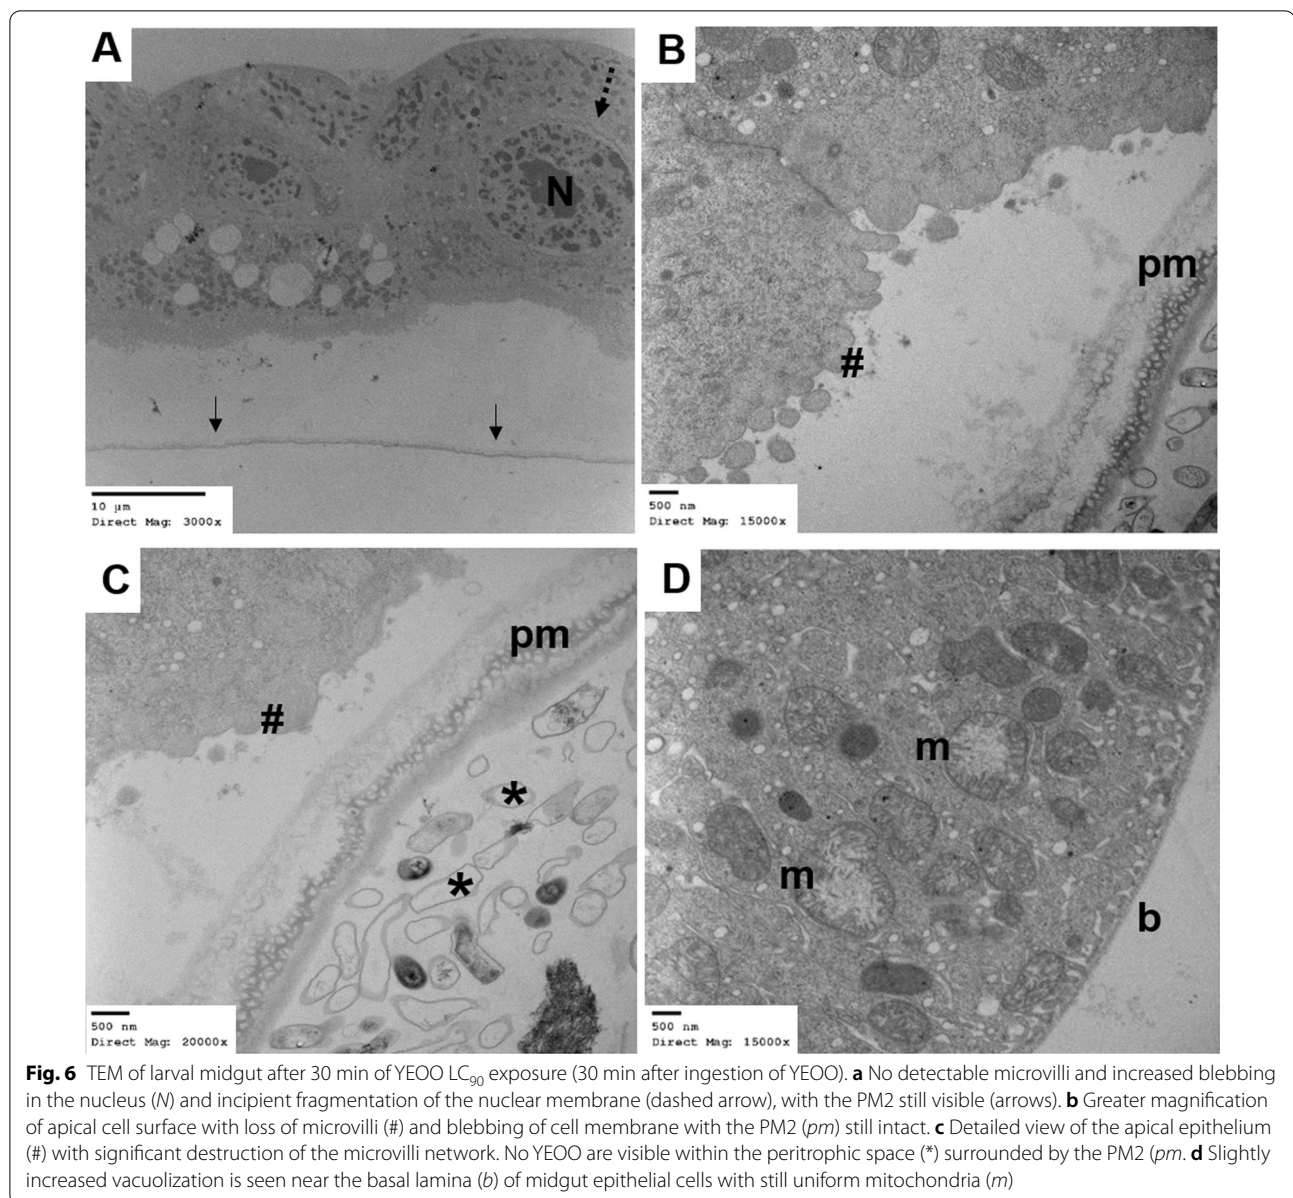 A
N
10 µm
Direct Mag: 3000x
B
pm
#
500 nm
Direct Mag: 15000x
C
pm
#
*
*
500 nm
Direct Mag: 20000x
D
m
m
b
500 nm
Direct Mag: 15000x
Fig. 6 TEM of larval midgut after 30 min of YEOO LC90 exposure (30 min after ingestion of YEOO). a No detectable microvilli and increased blebbing
in the nucleus (N) and incipient fragmentation of the nuclear membrane (dashed arrow), with the PM2 still visible (arrows). b Greater magnification
of apical cell surface with loss of microvilli (#) and blebbing of cell membrane with the PM2 (pm) still intact. c Detailed view of the apical epithelium
(#) with significant destruction of the microvilli network. No YEOO are visible within the peritrophic space (*) surrounded by the PM2 (pm. d Slightly
increased vacuolization is seen near the basal lamina (b) of midgut epithelial cells with still uniform mitochondria (m)